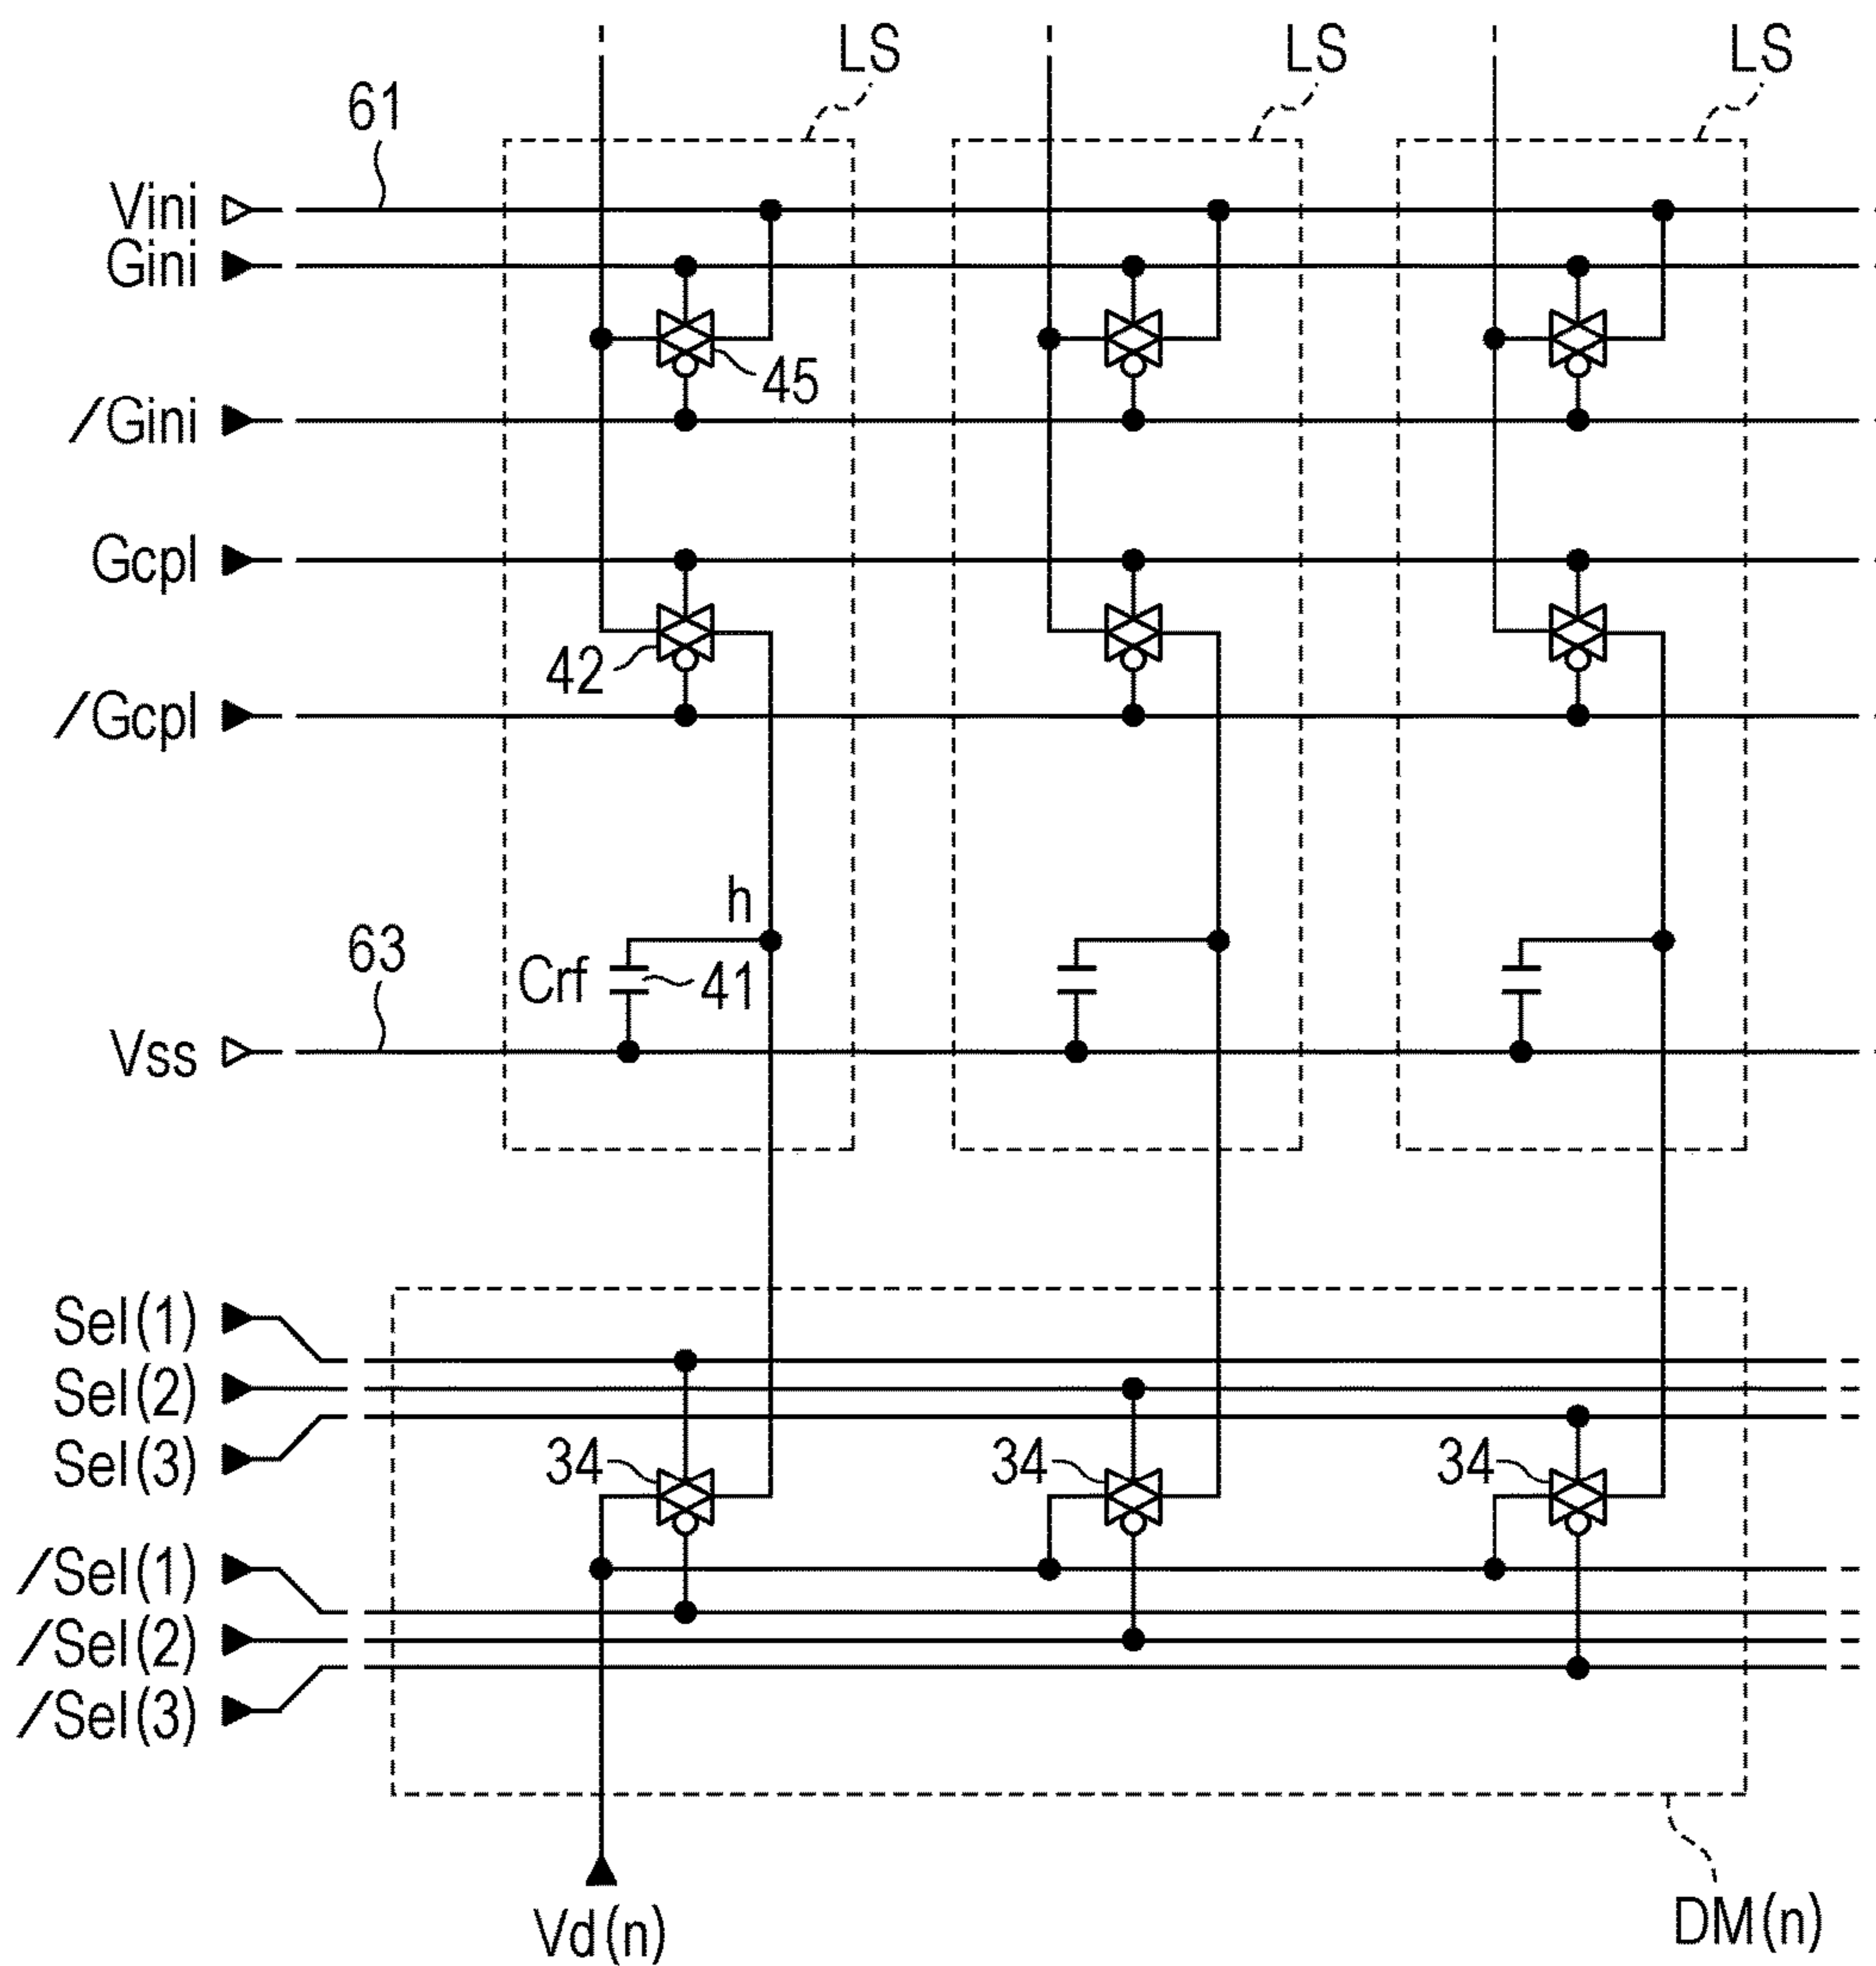 LS
LS
LS
61
Vini
Gini
45
/Gini
Gcpl
42
/Gcpl
h
63
Crf
41
Vss
Sel(1)
Sel(2)
Sel(3)
34
34
34
/Sel(1)
/Sel(2)
/Sel(3)
Vd(n)
DM(n)